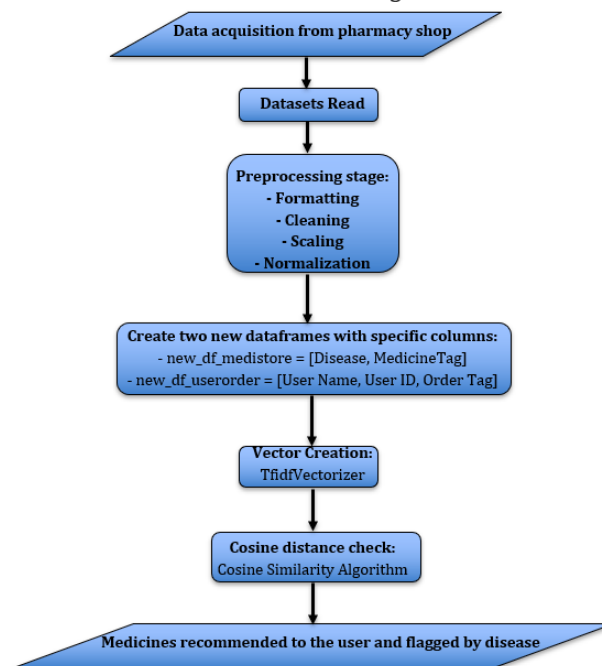 Data acquisition from pharmacy shop
Datasets Read
Preprocessing stage:
- Formatting
- Cleaning
- Scaling
- Normalization
Create two new dataframes with specific columns:
- new_df_medistore = [Disease, MedicineTag]
- new_df_userorder = [User Name, User ID, Order Tag]
Vector Creation:
TfidfVectorizer
Cosine distance check:
Cosine Similarity Algorithm
Medicines recommended to the user and flagged by disease